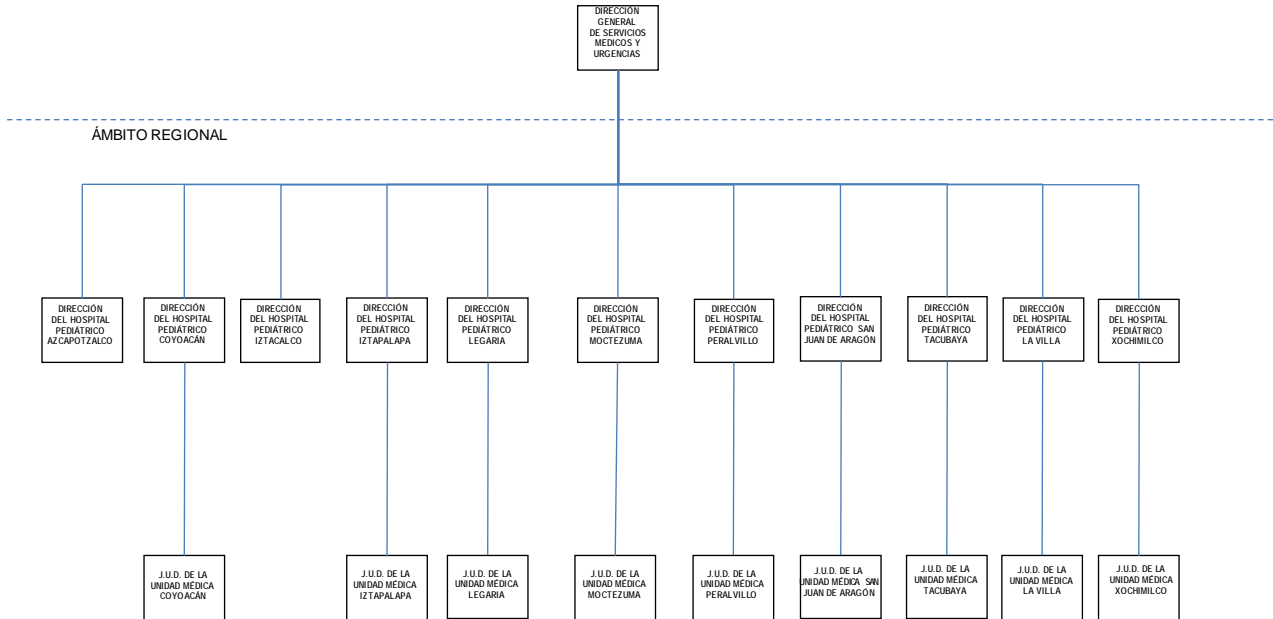 DIRECCIÓN
GENERAL
DE SERVICIOS
MEDICOS Y
URGENCIAS
ÁMBITO REGIONAL
DIRECCIÓN
DEL HOSPITAL
PEDIÁTRICO
AZCAPOTZALCO
DIRECCIÓN
DEL HOSPITAL
PEDIÁTRICO
COYOACÁN
DIRECCIÓN
DEL HOSPITAL
PEDIÁTRICO
IZTACALCO
DIRECCIÓN
DEL HOSPITAL
PEDIÁTRICO
IZTAPALAPA
DIRECCIÓN
DEL HOSPITAL
PEDIÁTRICO
LEGARIA
DIRECCIÓN
DEL HOSPITAL
PEDIÁTRICO
MOCTEZUMA
DIRECCIÓN
DEL HOSPITAL
PEDIÁTRICO
PERALVILLO
DIRECCIÓN
DEL HOSPITAL
PEDIÁTRICO SAN
JUAN DE ARAGÓN
DIRECCIÓN
DEL HOSPITAL
PEDIÁTRICO
TACUBAYA
DIRECCIÓN
DEL HOSPITAL
PEDIÁTRICO
LA VILLA
DIRECCIÓN
DEL HOSPITAL
PEDIÁTRICO
XOCHIMILCO
J.U.D. DE LA
UNIDAD MÉDICA
COYOACÁN
J.U.D. DE LA
UNIDAD MÉDICA
IZTAPALAPA
J.U.D. DE LA
UNIDAD MÉDICA
LEGARIA
J.U.D. DE LA
UNIDAD MÉDICA
MOCTEZUMA
J.U.D. DE LA
UNIDAD MÉDICA
PERALVILLO
J.U.D. DE LA
UNIDAD MÉDICA SAN
JUAN DE ARAGÓN
J.U.D. DE LA
UNIDAD MÉDICA
TACUBAYA
J.U.D. DE LA
UNIDAD MÉDICA
LA VILLA
J.U.D. DE LA
UNIDAD MÉDICA
XOCHIMILCO